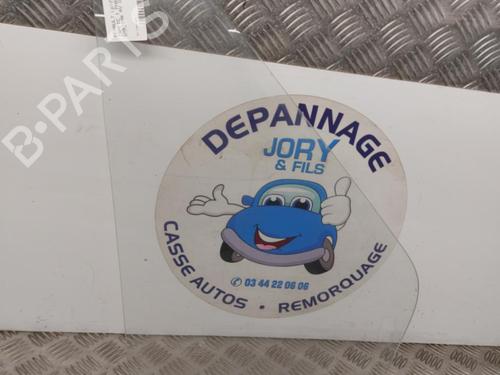 B-PARTS
DEPANNAGE
JORY
& FILS
03 44 22 06 06
CASSE AUTOS • REMORQUAGE